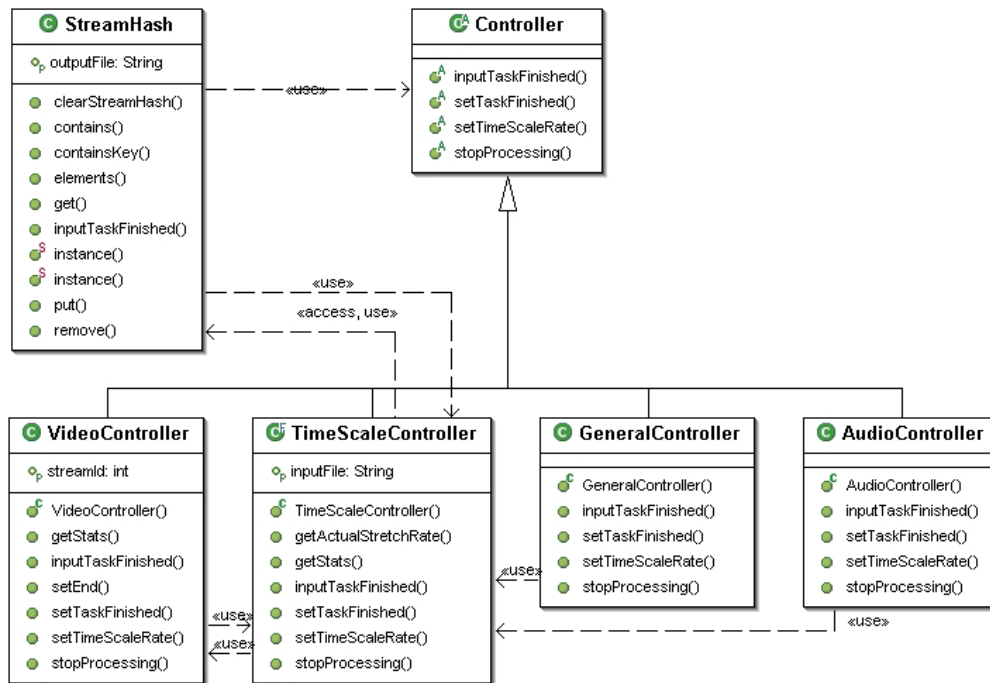 StreamHash
outputFile: String
clearStreamHash()
contains()
containsKey()
elements()
get()
inputTaskFinished()
instance()
instance()
put()
remove()
Controller
inputTaskFinished()
setTaskFinished()
setTimeScaleRate()
stopProcessing()
«use»
«use»
«access, use»
VideoController
streamId: int
VideoController()
getStats()
inputTaskFinished()
setEnd()
setTaskFinished()
setTimeScaleRate()
stopProcessing()
«use»
«use»
TimeScaleController
inputFile: String
TimeScaleController()
getActualStretchRate()
getStats()
inputTaskFinished()
setTaskFinished()
setTimeScaleRate()
stopProcessing()
«use»
GeneralController
GeneralController()
inputTaskFinished()
setTaskFinished()
setTimeScaleRate()
stopProcessing()
AudioController
AudioController()
inputTaskFinished()
setTaskFinished()
setTimeScaleRate()
stopProcessing()
«use»